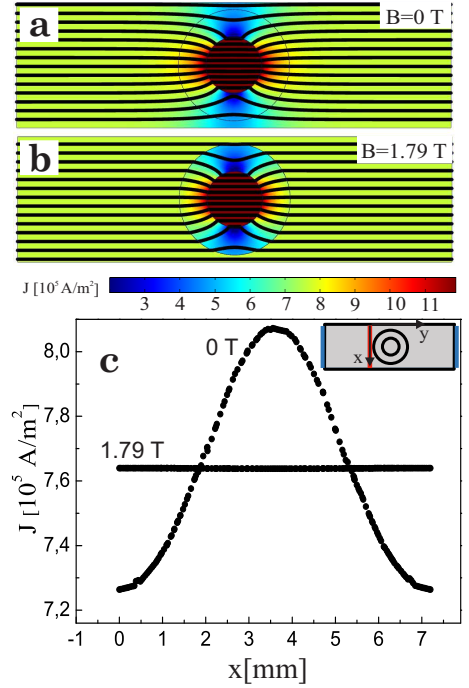 a
B=0 T
b
B=1.79 T
J [10⁵ A/m²]
3 4 5 6 7 8 9 10 11
c
0 T
y
x
1.79 T
J [10⁵ A/m²]
8,0
7,8
7,6
7,4
7,2
-1 0 1 2 3 4 5 6 7
x[mm]